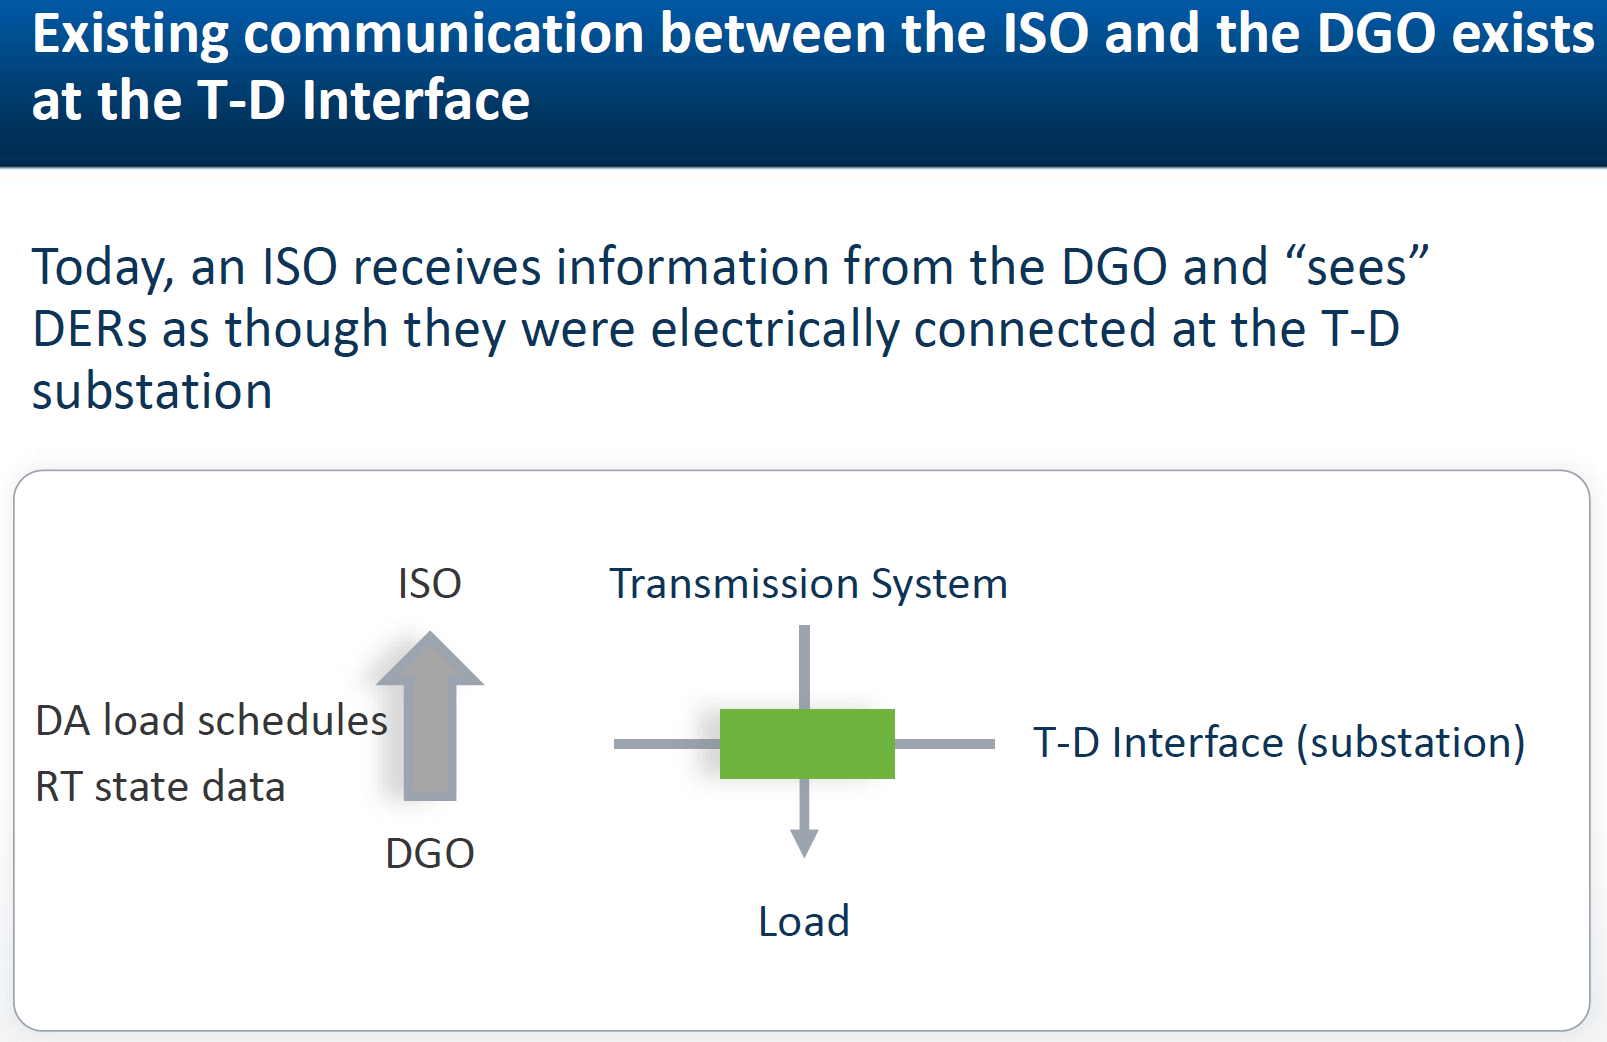 Existing communication between the ISO and the DGO exists
at the T-D Interface
Today, an ISO receives information from the DGO and “sees”
DERs as though they were electrically connected at the T-D
substation
ISO
DA load schedules
RT state data
DGO
Transmission System
T-D Interface (substation)
Load